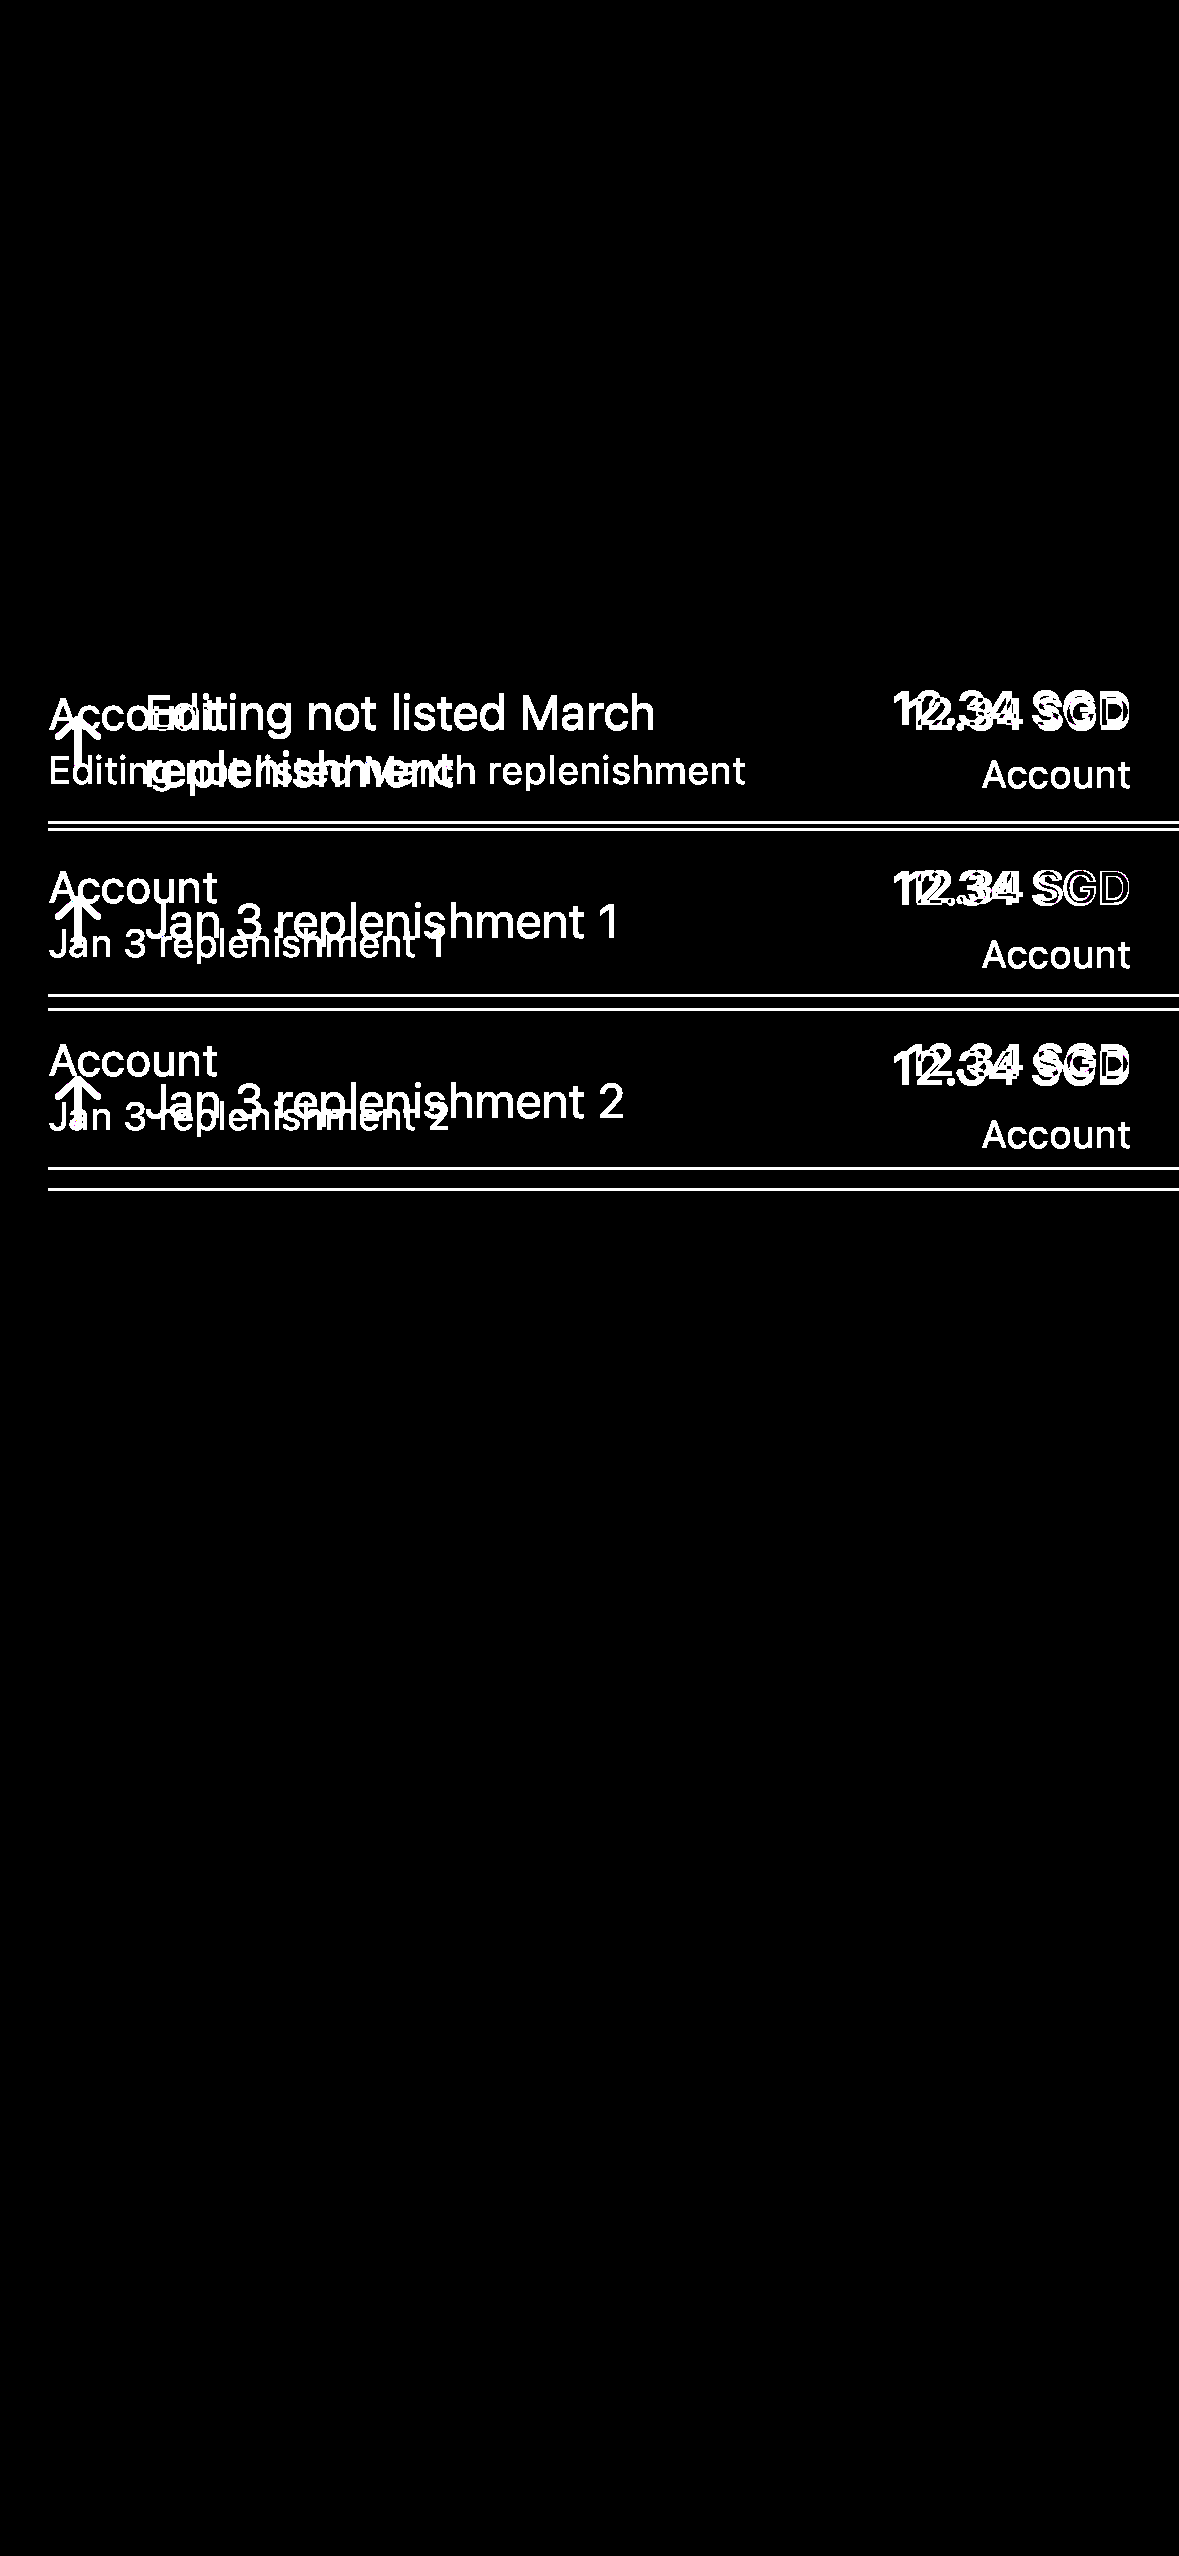 Account
Editing not listed March
replenishment
12.34 SGD
12.34 SGD
Editing not listed March replenishment
Account
Account
12.34 SGD
12.34 SGD
Jan 3 replenishment 1
Jan 3 replenishment 1
Account
Account
12.34 SGD
12.34 SGD
Jan 3 replenishment 2
Jan 3 replenishment 2
Account